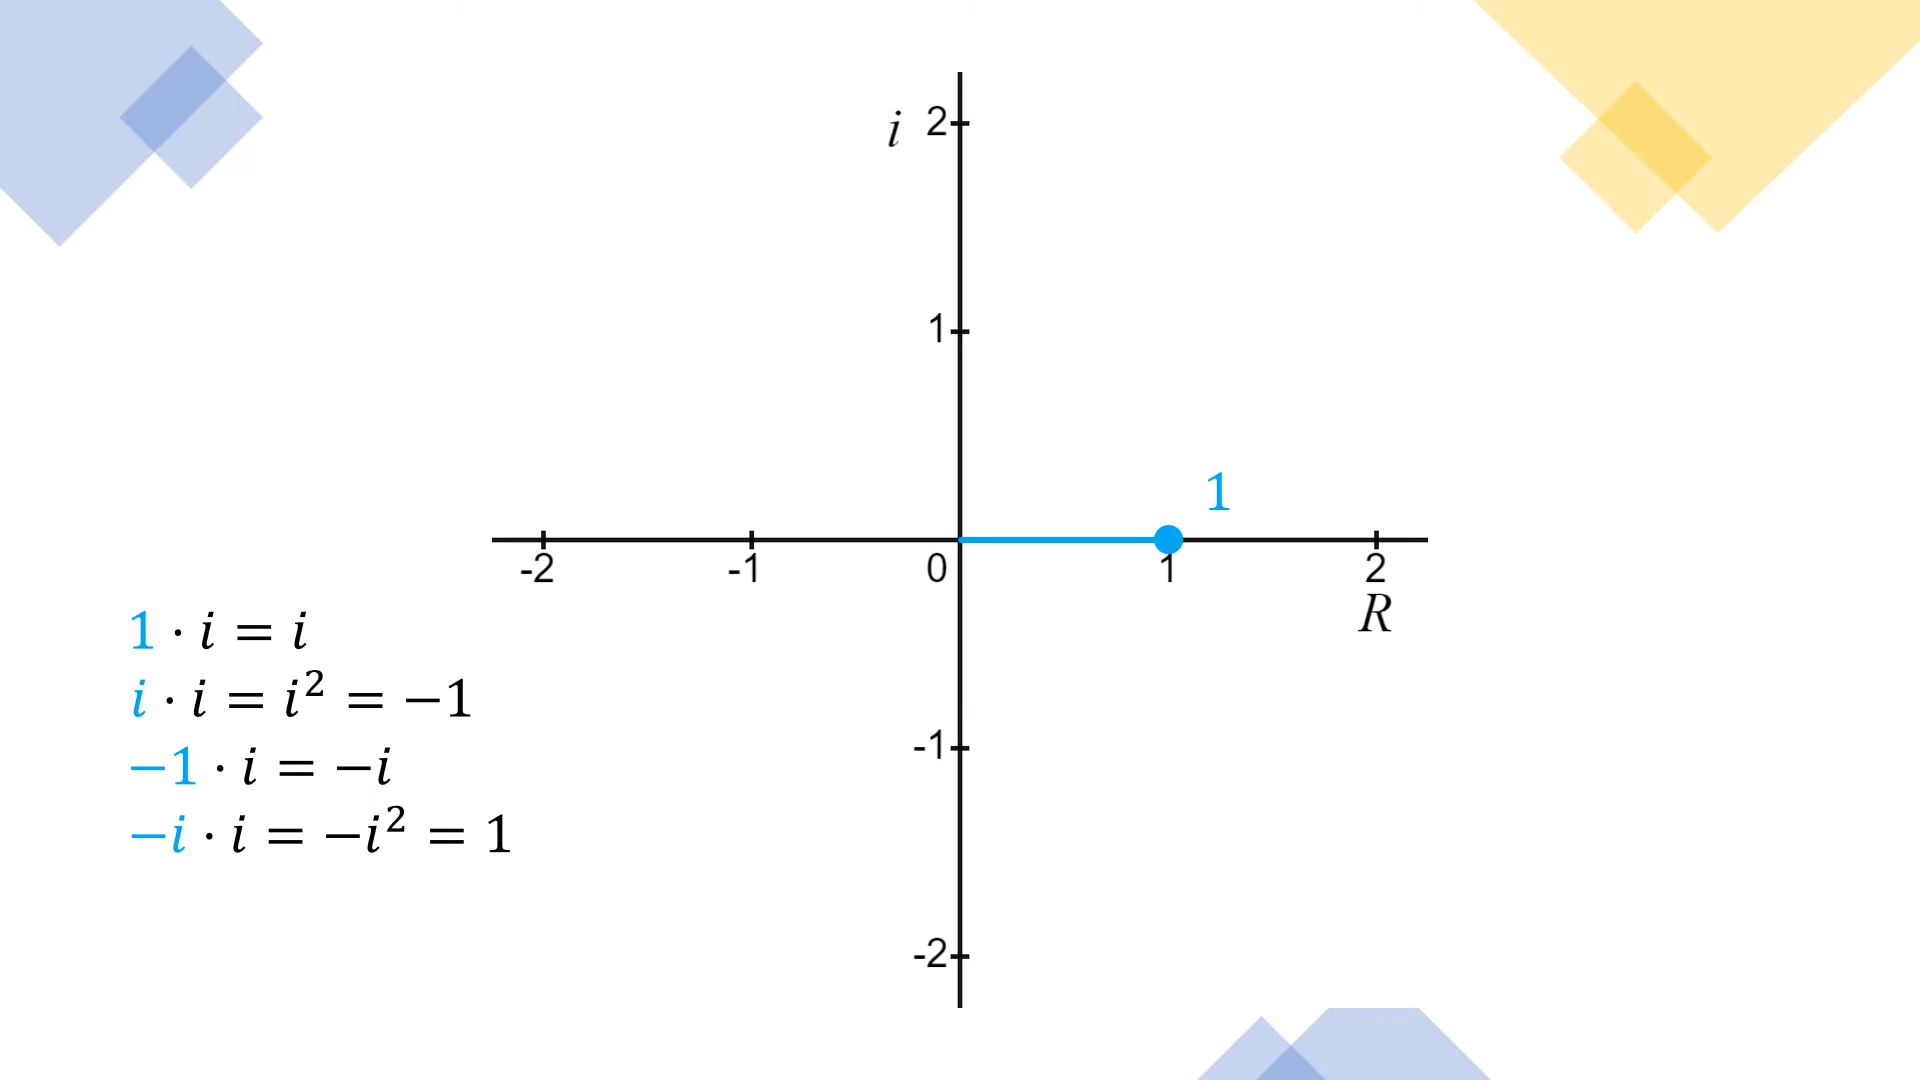 i 2
1
1
-2 -1 0 1 2
R
1 · i = i
i · i = i² = −1
−1 · i = −i
−i · i = −i² = 1
-1
-2